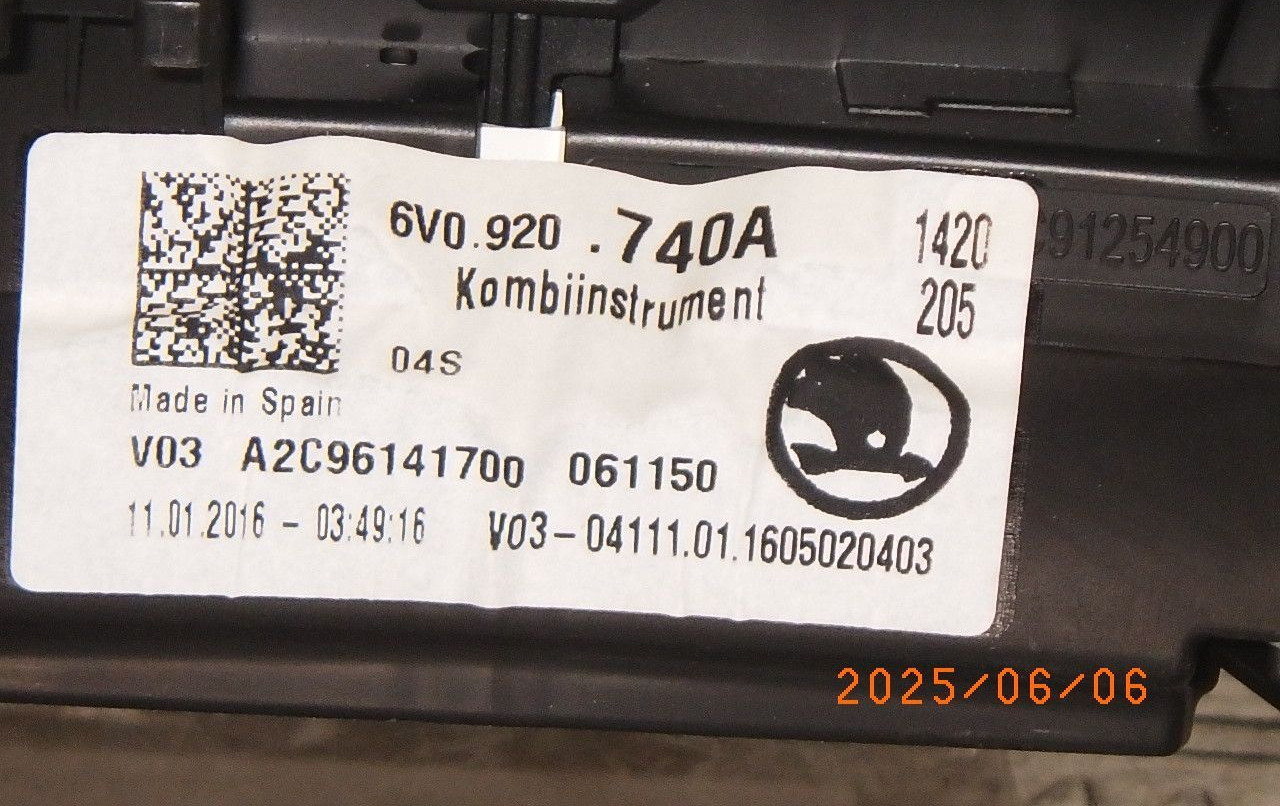 6V0.920 .740A 1420
Kombiinstrument 205
04S
Made in Spain
V03 A2C96141700 061150
11.01.2016 - 03:49:16 V03-04111.01.1605020403
C91254900
2025/06/06